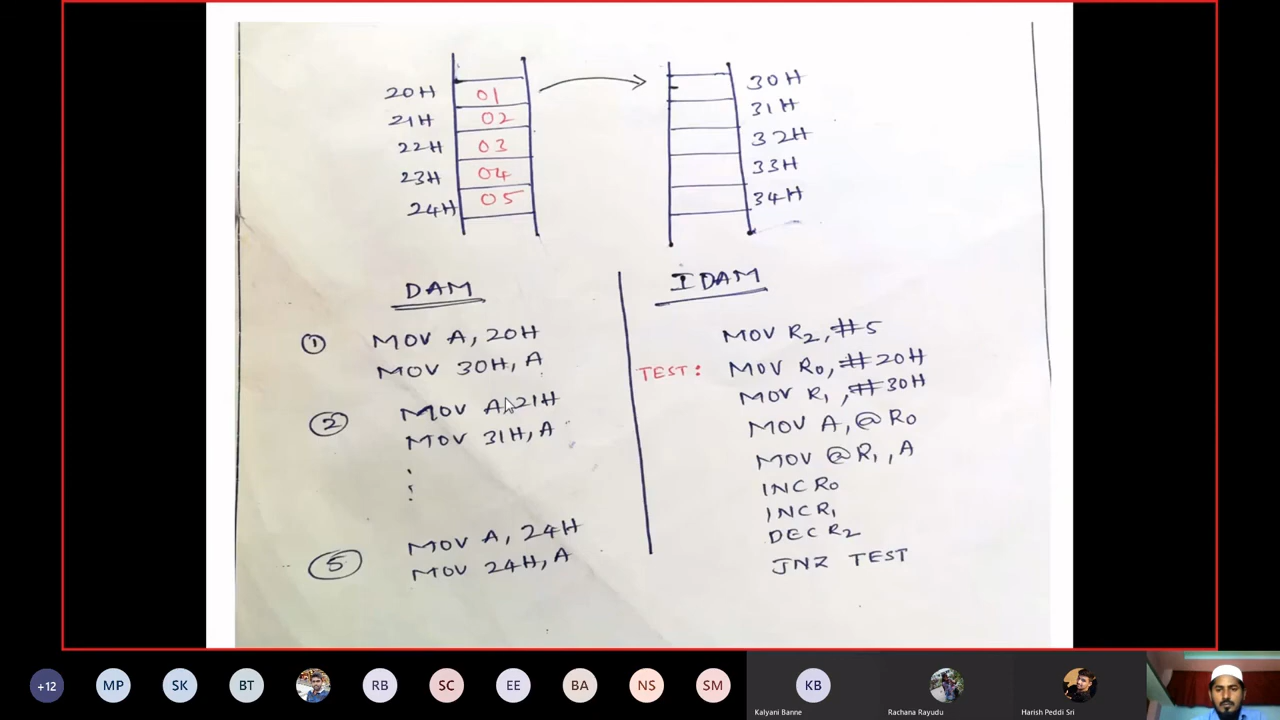 20H 01 30H
21H 02 31H
22H 03 32H
23H 04 33H
24H 05 34H
DAM
① MOV A, 20H
MOV 30H, A
② MOV A, 21H
MOV 31H, A
⑤ MOV A, 24H
MOV 24H, A
IDAM
MOV R2, #5
TEST: MOV R0, #20H
MOV R1, #30H
MOV A, @R0
MOV @R1, A
INC R0
INC R1
DEC R2
JNZ TEST
+12 MP SK BT RB SC EE BA NS SM KB
Kalyani Banne Rachana Rayudu Harish Peddi Sri